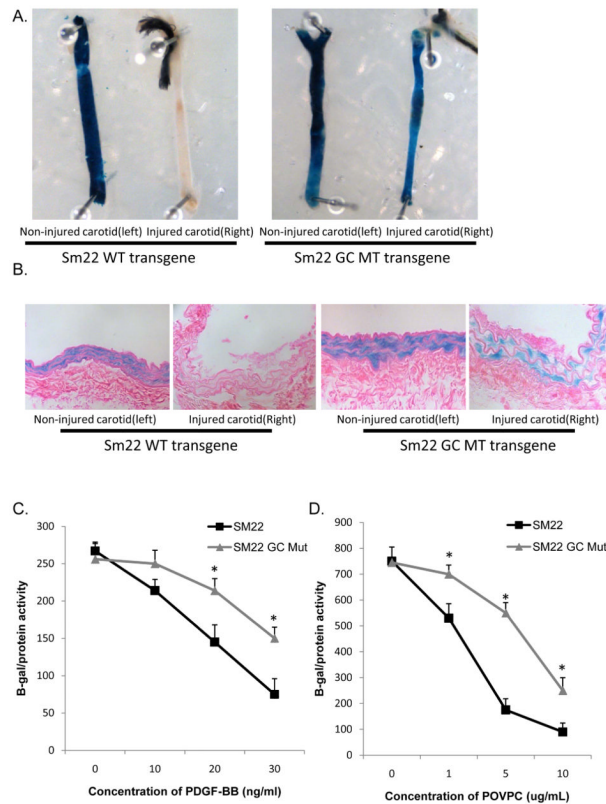 A.
Non-injured carotid(left) Injured carotid(Right) Non-injured carotid(left) Injured carotid(Right)
Sm22 WT transgene Sm22 GC MT transgene
B.
Non-injured carotid(left) Injured carotid(Right) Non-injured carotid(left) Injured carotid(Right)
Sm22 WT transgene Sm22 GC MT transgene
C.
SM22
SM22 GC Mut
300
250
200
150
100
50
0
* *
0 10 20 30
B-gal/protein activity
Concentration of PDGF-BB (ng/ml)
D.
SM22
SM22 GC Mut
900
800
700
600
500
400
300
200
100
0
* * *
0 1 5 10
B-gal/protein activity
Concentration of POVPC (ug/mL)